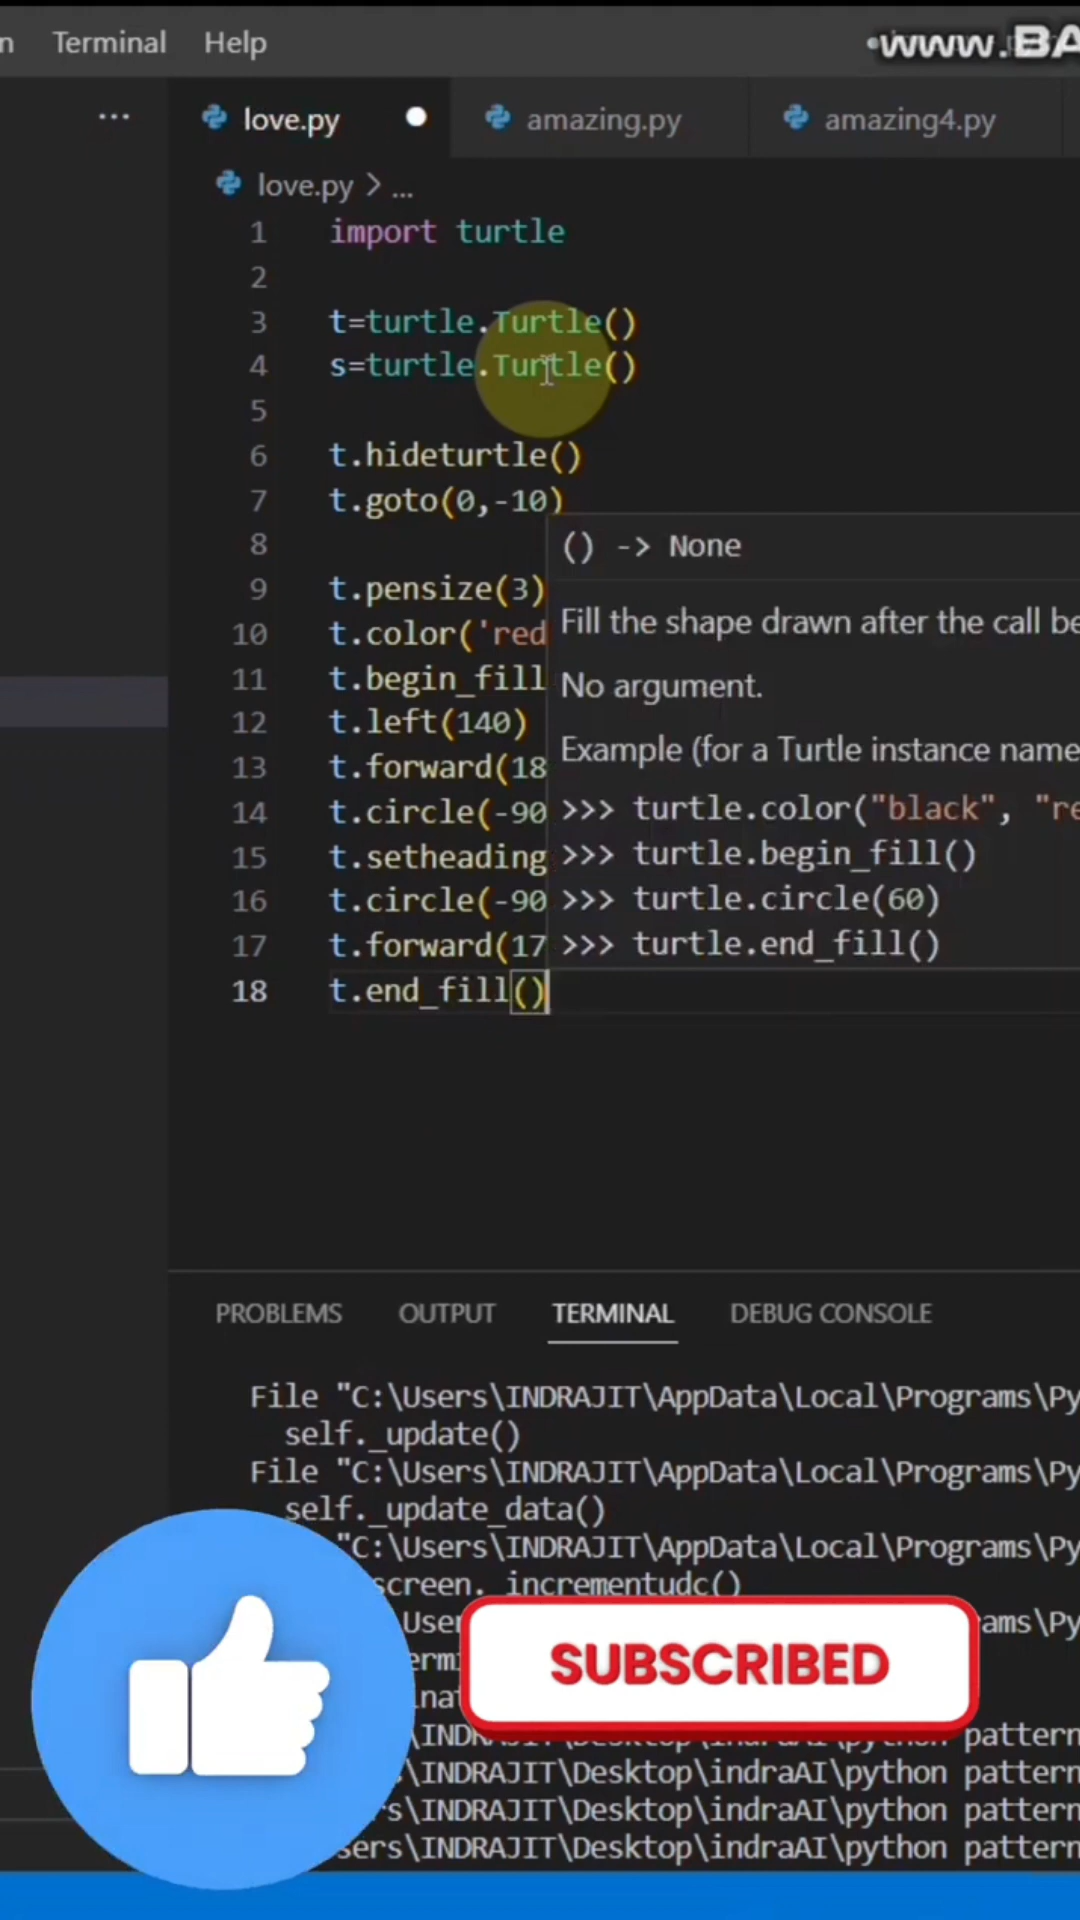 n Terminal Help
www.BA
... love.py amazing.py amazing4.py
love.py > ...
1 import turtle
2
3 t=turtle.Turtle()
4 s=turtle.Turtle()
5
6 t.hideturtle()
7 t.goto(0,-10)
8
() -> None
9 t.pensize(3)
Fill the shape drawn after the call be
10 t.color('red
11 t.begin_fill
No argument.
12 t.left(140)
Example (for a Turtle instance name
13 t.forward(18
14 t.circle(-90
>>> turtle.color("black", "re
15 t.setheading
>>> turtle.begin_fill()
16 t.circle(-90
>>> turtle.circle(60)
17 t.forward(17
>>> turtle.end_fill()
18 t.end_fill()
PROBLEMS OUTPUT TERMINAL DEBUG CONSOLE
File "C:\Users\INDRAJIT\AppData\Local\Programs\Py
self._update()
File "C:\Users\INDRAJIT\AppData\Local\Programs\Py
self._update_data()
"C:\Users\INDRAJIT\AppData\Local\Programs\Py
screen._incrementudc()
User
ams\Py
SUBSCRIBED
\INDRAJIT\Desktop\indraAI\python pattern
\INDRAJIT\Desktop\indraAI\python pattern
rs\INDRAJIT\Desktop\indraAI\python pattern
sers\INDRAJIT\Desktop\indraAI\python pattern